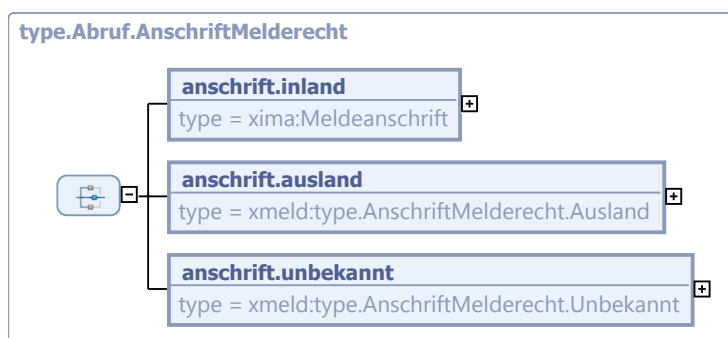 type.Abruf.AnschriftMelderecht
anschrift.inland
type = xima:Meldeanschrift
anschrift.ausland
type = xmeld:type.AnschriftMelderecht.Ausland
anschrift.unbekannt
type = xmeld:type.AnschriftMelderecht.Unbekannt